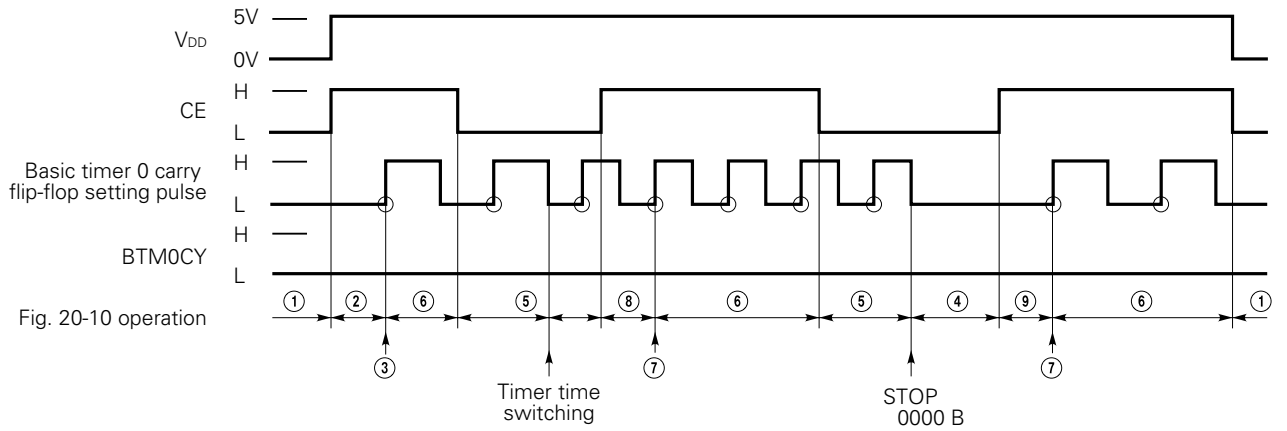 5V
VDD
0V
H
CE
L
H
Basic timer 0 carry
flip-flop setting pulse
L
H
BTM0CY
L
① ② ⑥ ⑤ ⑧ ⑥ ⑤ ④ ⑨ ⑥ ①
Fig. 20-10 operation
③ ⑦ ⑦
Timer time
switching
STOP
0000 B